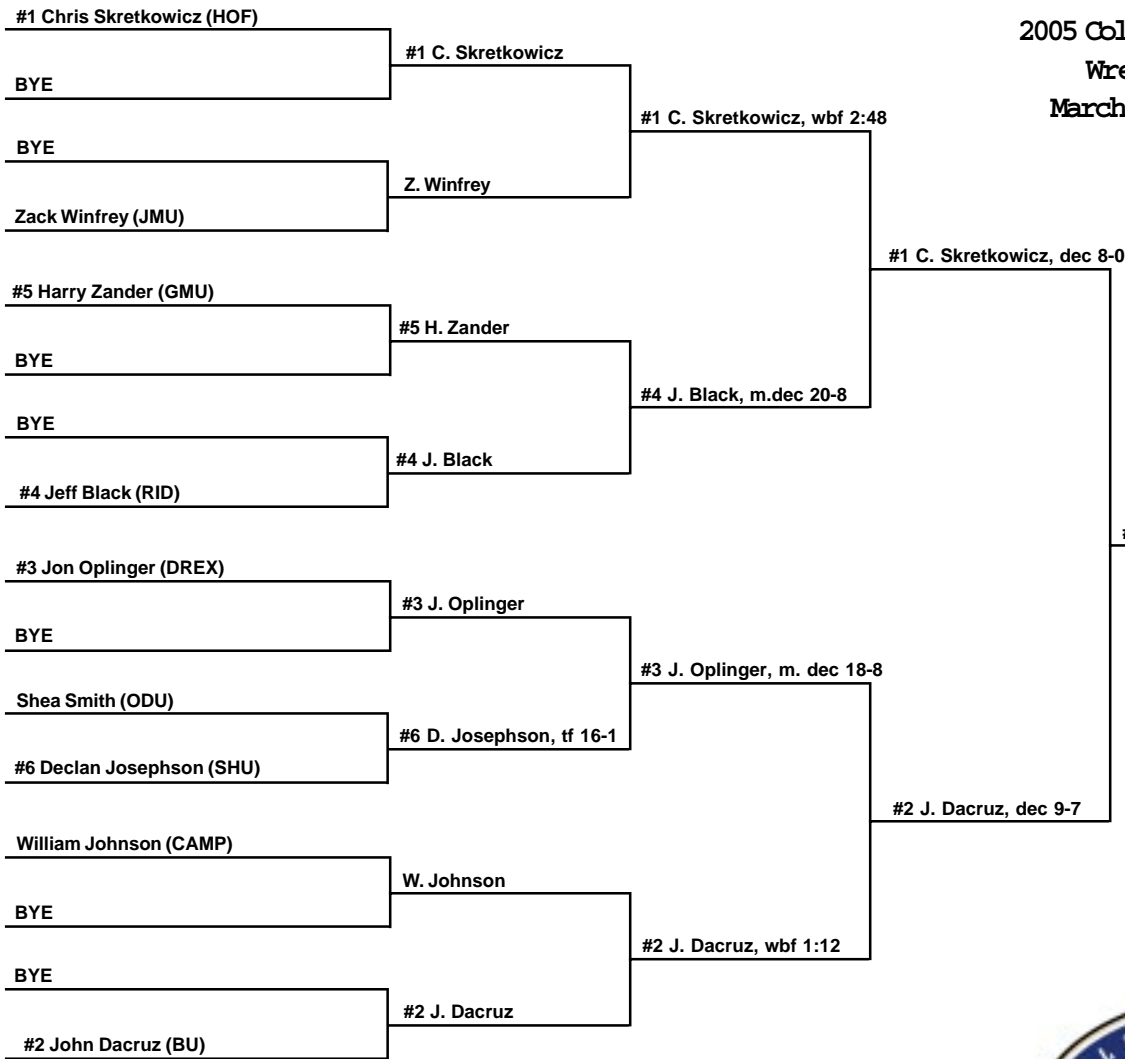 #1 Chris Skretkowicz (HOF)
2005 Col
#1 C. Skretkowicz
Wre
BYE
March
#1 C. Skretkowicz, wbf 2:48
BYE
Z. Winfrey
Zack Winfrey (JMU)
#1 C. Skretkowicz, dec 8-0
#5 Harry Zander (GMU)
#5 H. Zander
BYE
#4 J. Black, m.dec 20-8
BYE
#4 J. Black
#4 Jeff Black (RID)
#3 Jon Oplinger (DREX)
#3 J. Oplinger
BYE
#3 J. Oplinger, m. dec 18-8
Shea Smith (ODU)
#6 D. Josephson, tf 16-1
#6 Declan Josephson (SHU)
#2 J. Dacruz, dec 9-7
William Johnson (CAMP)
W. Johnson
BYE
#2 J. Dacruz, wbf 1:12
BYE
#2 J. Dacruz
#2 John Dacruz (BU)